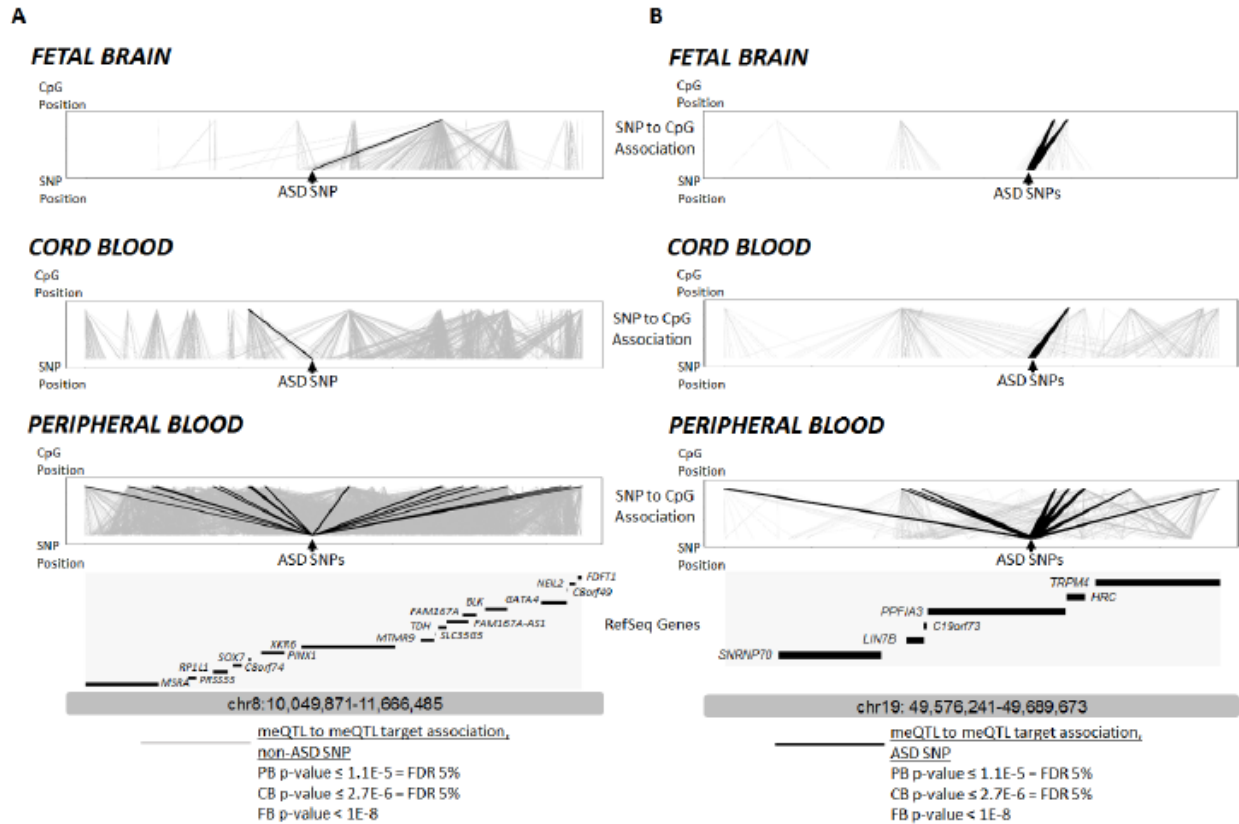 A
B
FETAL BRAIN
FETAL BRAIN
CpG
Position
CpG
Position
SNP to CpG
Association
SNP
Position
ASD SNP
SNP
Position
ASD SNPs
CORD BLOOD
CORD BLOOD
CpG
Position
CpG
Position
SNP to CpG
Association
SNP
Position
ASD SNP
SNP
Position
ASD SNPs
PERIPHERAL BLOOD
PERIPHERAL BLOOD
CpG
Position
CpG
Position
SNP to CpG
Association
SNP
Position
ASD SNPs
SNP
Position
ASD SNPs
NEIL2
FDFT1
C8orf49
BLK
GATA4
FAM167A
FAM167A-AS1
TDH
SLC35G5
MTMR9
XKR6
PINX1
SOX7
C8orf74
RP1L1
PRSS55
MSRA
RefSeq Genes
TRPM4
HRC
PPFIA3
C19orf73
LIN7B
SNRNP70
chr8:10,049,871-11,666,485
chr19: 49,576,241-49,689,673
meQTL to meQTL target association,
non-ASD SNP
PB p-value ≤ 1.1E-5 = FDR 5%
CB p-value ≤ 2.7E-6 = FDR 5%
FB p-value < 1E-8
meQTL to meQTL target association,
ASD SNP
PB p-value ≤ 1.1E-5 = FDR 5%
CB p-value ≤ 2.7E-6 = FDR 5%
FB p-value < 1E-8